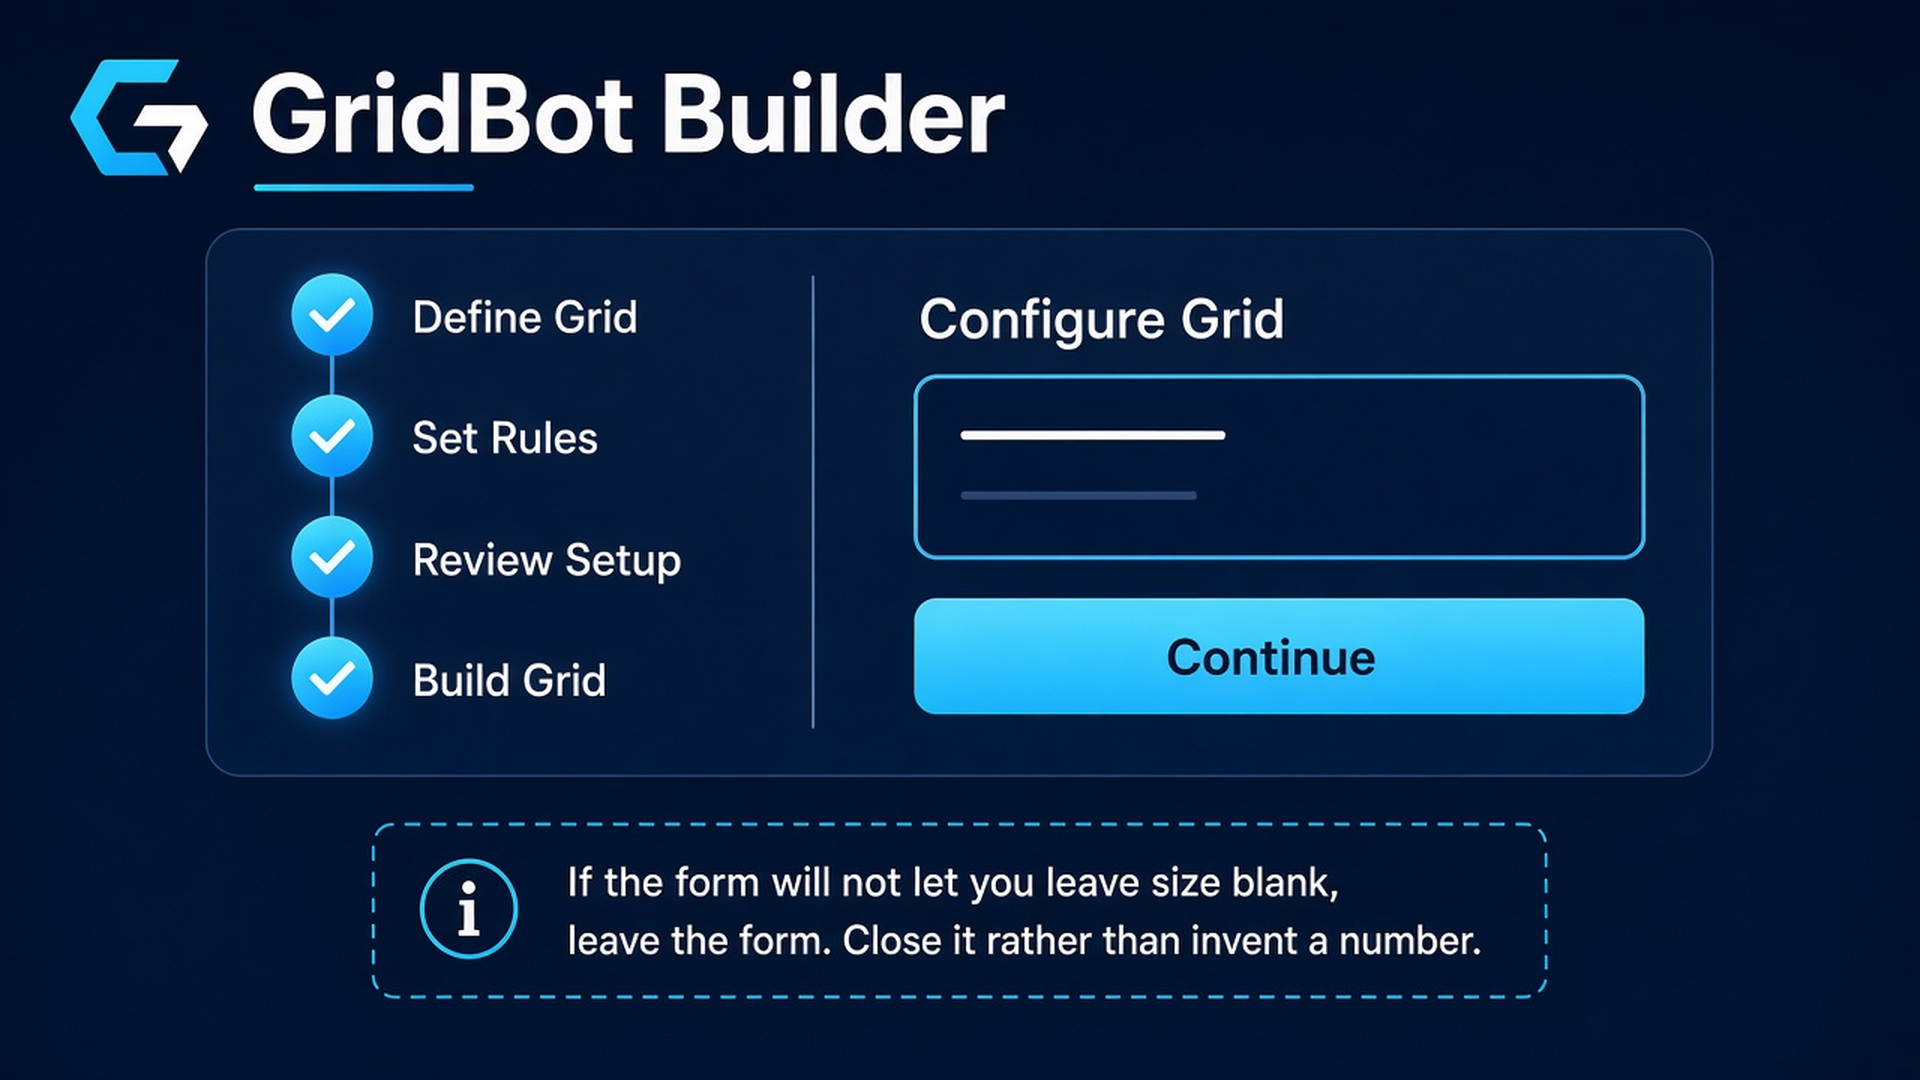 GridBot Builder
Define Grid
Set Rules
Review Setup
Build Grid
Configure Grid
Continue
If the form will not let you leave size blank,
leave the form. Close it rather than invent a number.